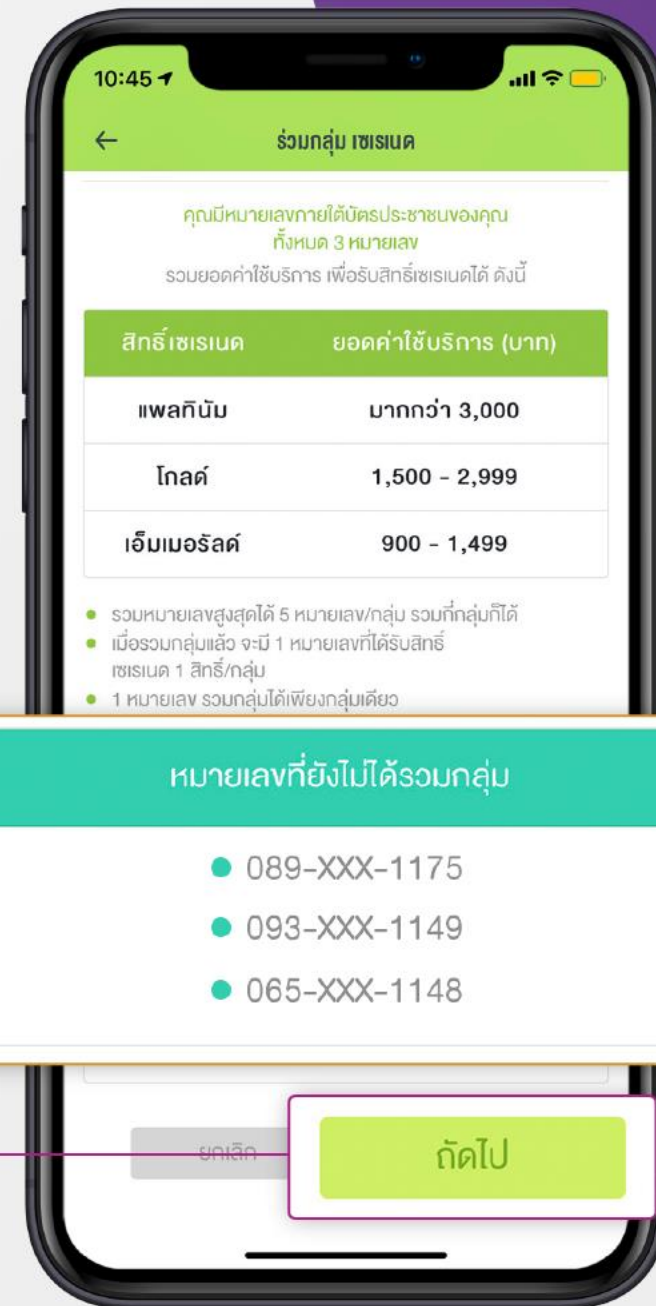 10:45
ร่วมกลุ่ม เซเรเนด
คุณมีหมายเลขภายใต้บัตรประชาชนของคุณ
ทั้งหมด 3 หมายเลข
รวมยอดค่าใช้บริการ เพื่อรับสิทธิ์เซเรเนดได้ ดังนี้
สิทธิ์เซเรเนด ยอดค่าใช้บริการ (บาท)
แพลทินัม มากกว่า 3,000
โกลด์ 1,500 - 2,999
เอ็มเมอรัลด์ 900 - 1,499
รวมหมายเลขสูงสุดได้ 5 หมายเลข/กลุ่ม รวมกี่กลุ่มก็ได้
เมื่อรวมกลุ่มแล้ว จะมี 1 หมายเลขที่ได้รับสิทธิ์
เซเรเนด 1 สิทธิ์/กลุ่ม
1 หมายเลข รวมกลุ่มได้เพียงกลุ่มเดียว
หมายเลขที่ยังไม่ได้รวมกลุ่ม
089-XXX-1175
093-XXX-1149
065-XXX-1148
ยกเลิก ถัดไป